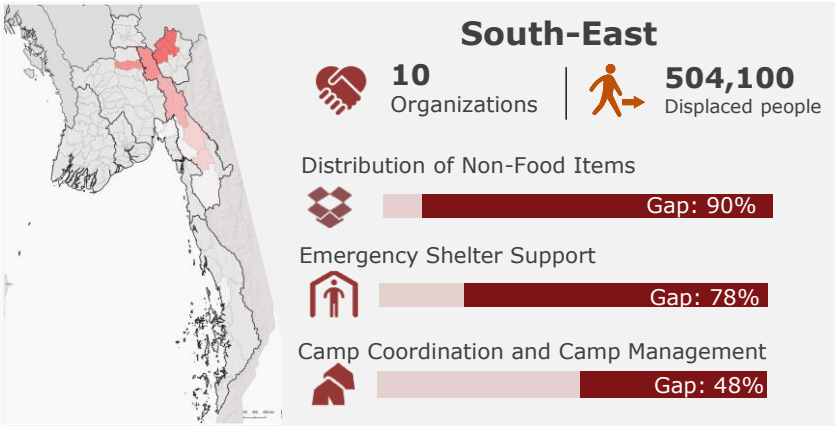 South-East
10
Organizations
504,100
Displaced people
Distribution of Non-Food Items
Gap: 90%
Emergency Shelter Support
Gap: 78%
Camp Coordination and Camp Management
Gap: 48%